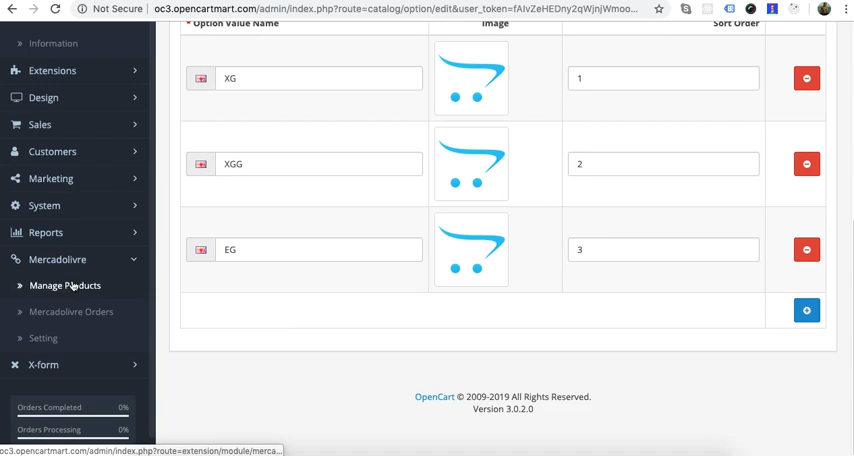 Not Secure | oc3.opencartmart.com/admin/index.php?route=catalog/option/edit&user_token=fAIvZeHEDny2qWjnjWmoo...
* Option Value Name Image Sort Order
» Information
Extensions
Design
Sales
Customers
Marketing
System
Reports
Mercadolivre
» Manage Products
» Mercadolivre Orders
» Setting
X-form
Orders Completed 0%
Orders Processing 0%
XG 1
XGG 2
EG 3
OpenCart © 2009-2019 All Rights Reserved.
Version 3.0.2.0
oc3.opencartmart.com/admin/index.php?route=extension/module/merca...